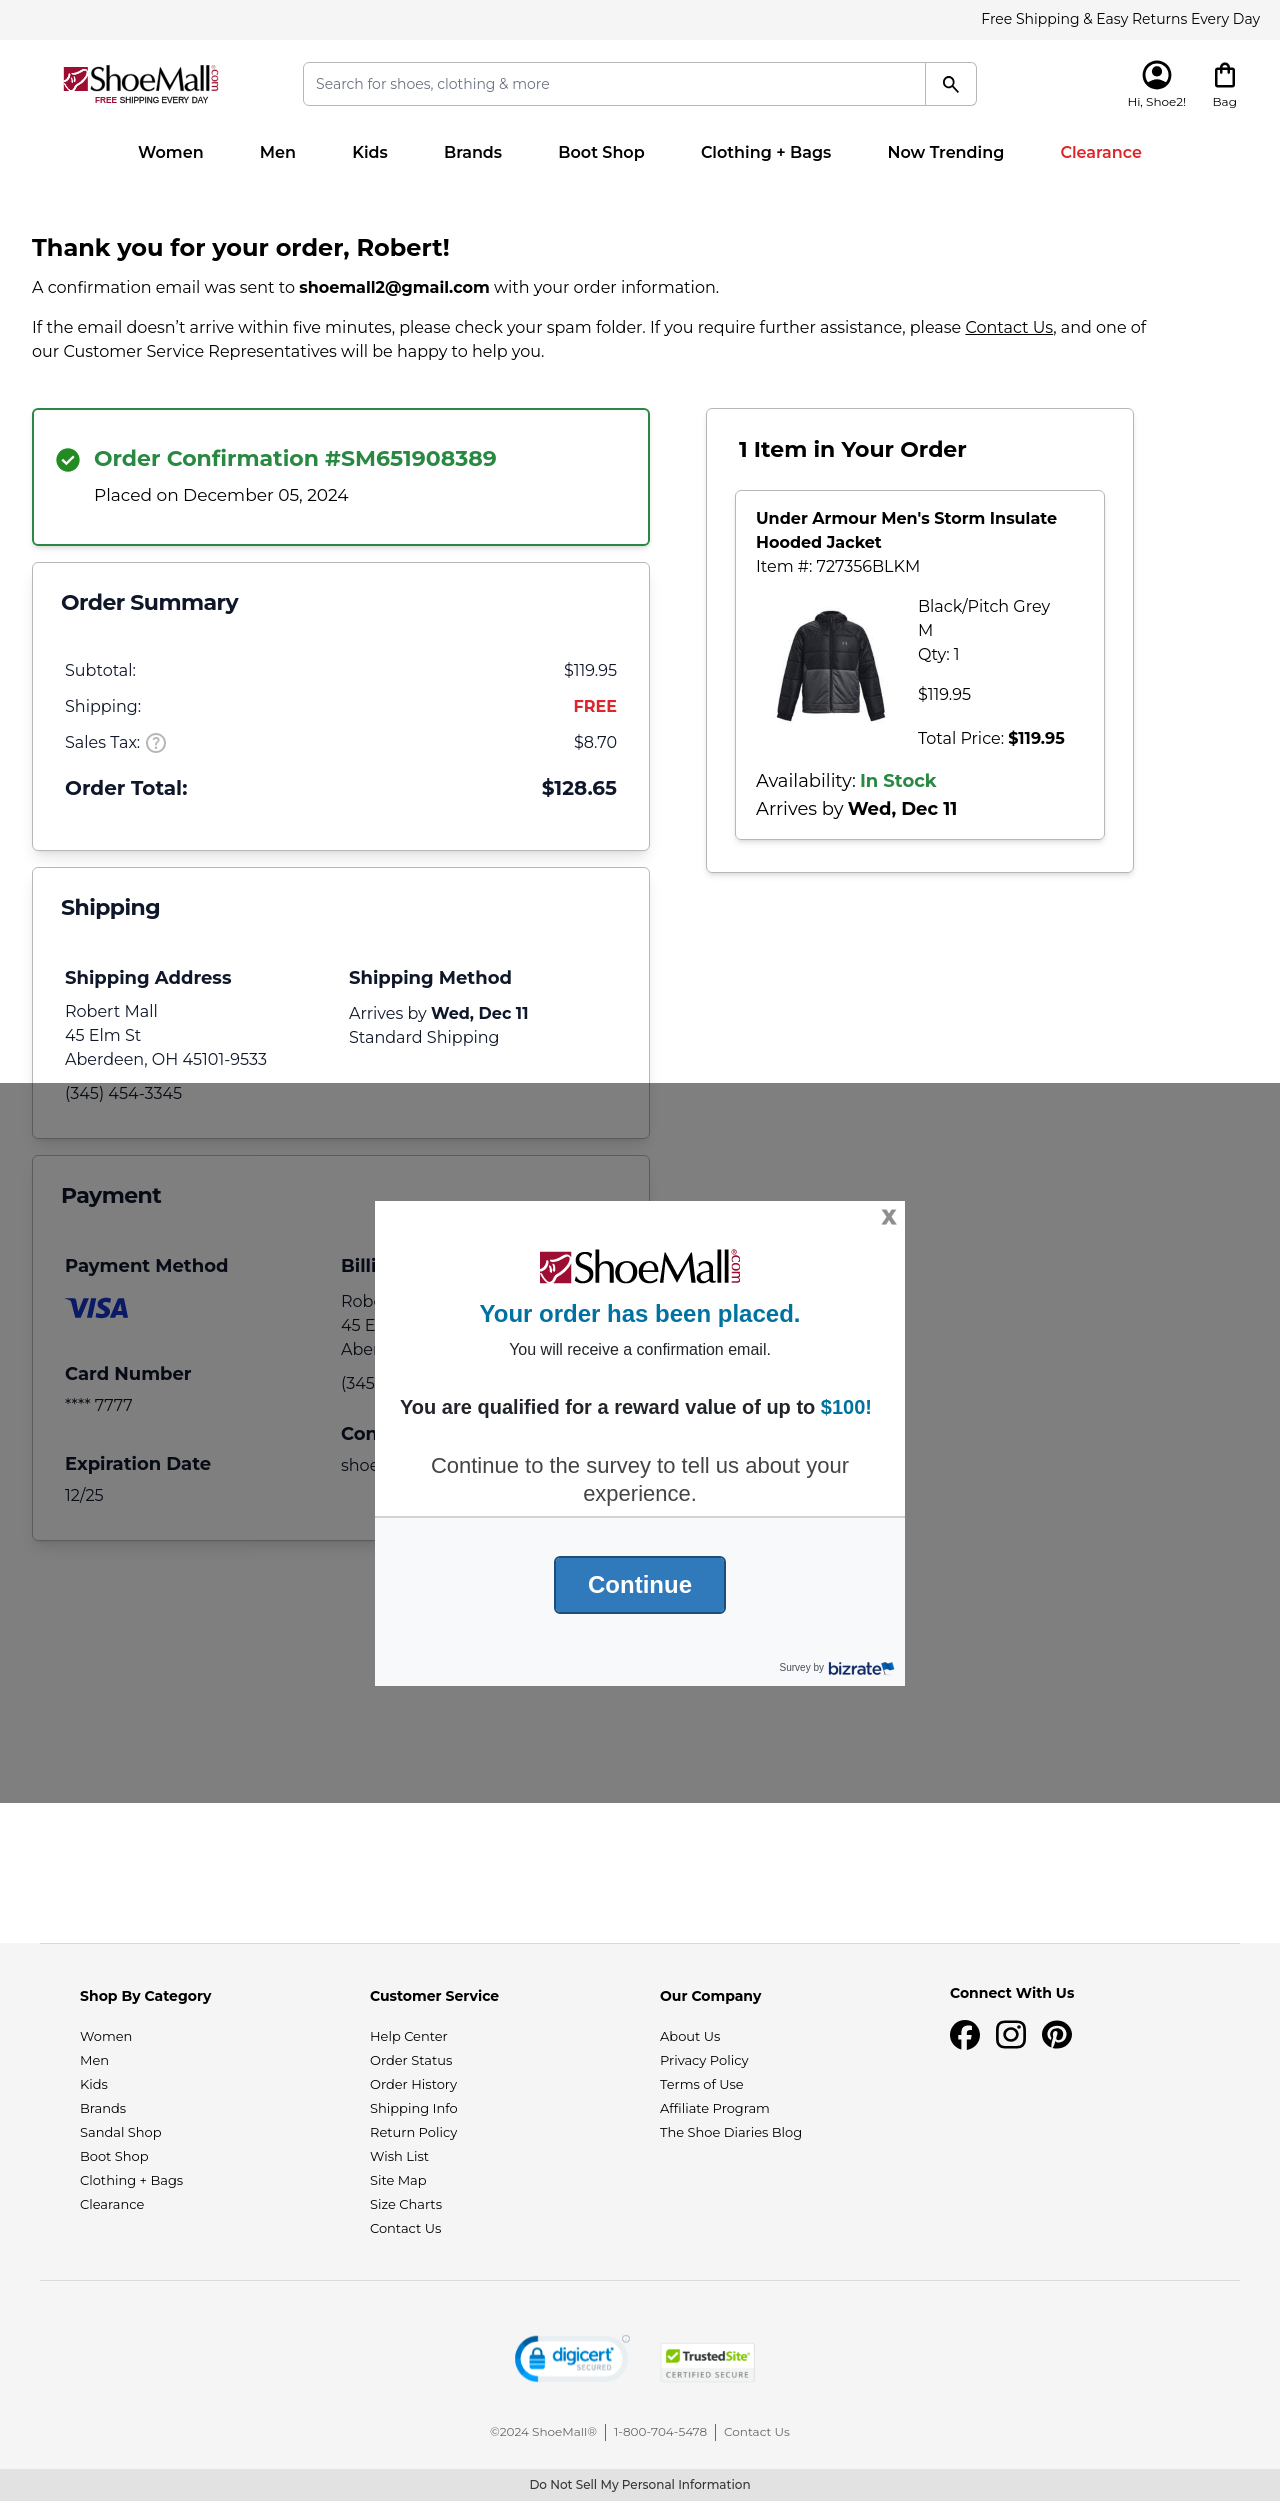 Free Shipping & Easy Returns Every Day
ShoeMall.com
FREE SHIPPING EVERY DAY
Search for shoes, clothing & more
Hi, Shoe2!
Bag
Women Men Kids Brands Boot Shop Clothing + Bags Now Trending Clearance
Thank you for your order, Robert!
A confirmation email was sent to shoemall2@gmail.com with your order information.
If the email doesn’t arrive within five minutes, please check your spam folder. If you require further assistance, please Contact Us, and one of
our Customer Service Representatives will be happy to help you.
Order Confirmation #SM651908389
Placed on December 05, 2024
Order Summary
Subtotal: $119.95
Shipping: FREE
Sales Tax: ? $8.70
Order Total: $128.65
Shipping
Shipping Address
Robert Mall
45 Elm St
Aberdeen, OH 45101-9533
(345) 454-3345
Shipping Method
Arrives by Wed, Dec 11
Standard Shipping
1 Item in Your Order
Under Armour Men's Storm Insulate
Hooded Jacket
Item #: 727356BLKM
Black/Pitch Grey
M
Qty: 1
$119.95
Total Price: $119.95
Availability: In Stock
Arrives by Wed, Dec 11
Payment
Payment Method
VISA
Card Number
**** 7777
Expiration Date
12/25
Billi
Robe
45 E
Aber
(345
Con
shoe
X
ShoeMall®.com
Your order has been placed.
You will receive a confirmation email.
You are qualified for a reward value of up to $100!
Continue to the survey to tell us about your
experience.
Continue
Survey by bizrate
Shop By Category
Women
Men
Kids
Brands
Sandal Shop
Boot Shop
Clothing + Bags
Clearance
Customer Service
Help Center
Order Status
Order History
Shipping Info
Return Policy
Wish List
Site Map
Size Charts
Contact Us
Our Company
About Us
Privacy Policy
Terms of Use
Affiliate Program
The Shoe Diaries Blog
Connect With Us
digicert
SECURED
TrustedSite
CERTIFIED SECURE
©2024 ShoeMall® | 1-800-704-5478 | Contact Us
Do Not Sell My Personal Information